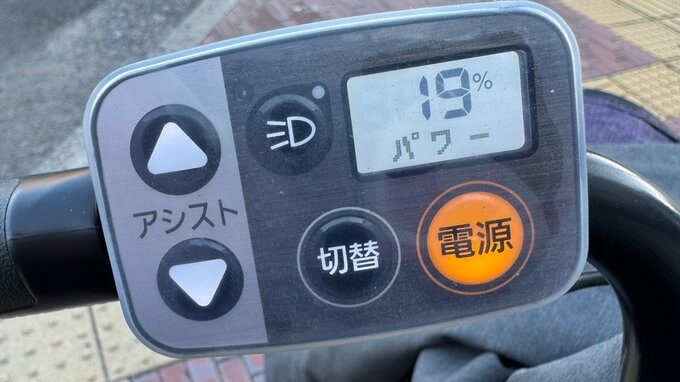 19%
パワー
アシスト
切替
電源